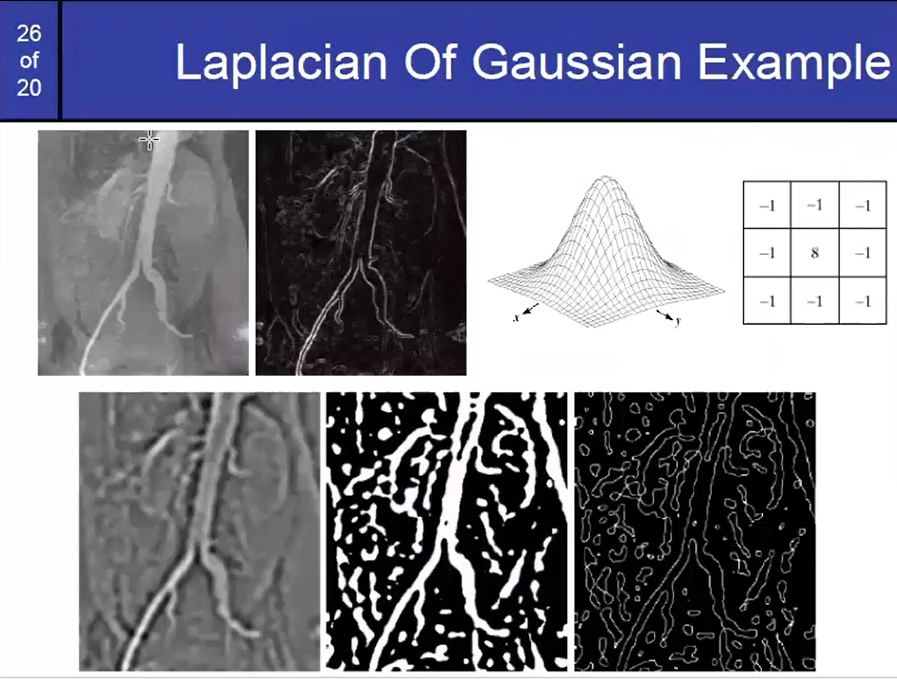 26
of
20
Laplacian Of Gaussian Example
x
y
-1 -1 -1
-1 8 -1
-1 -1 -1